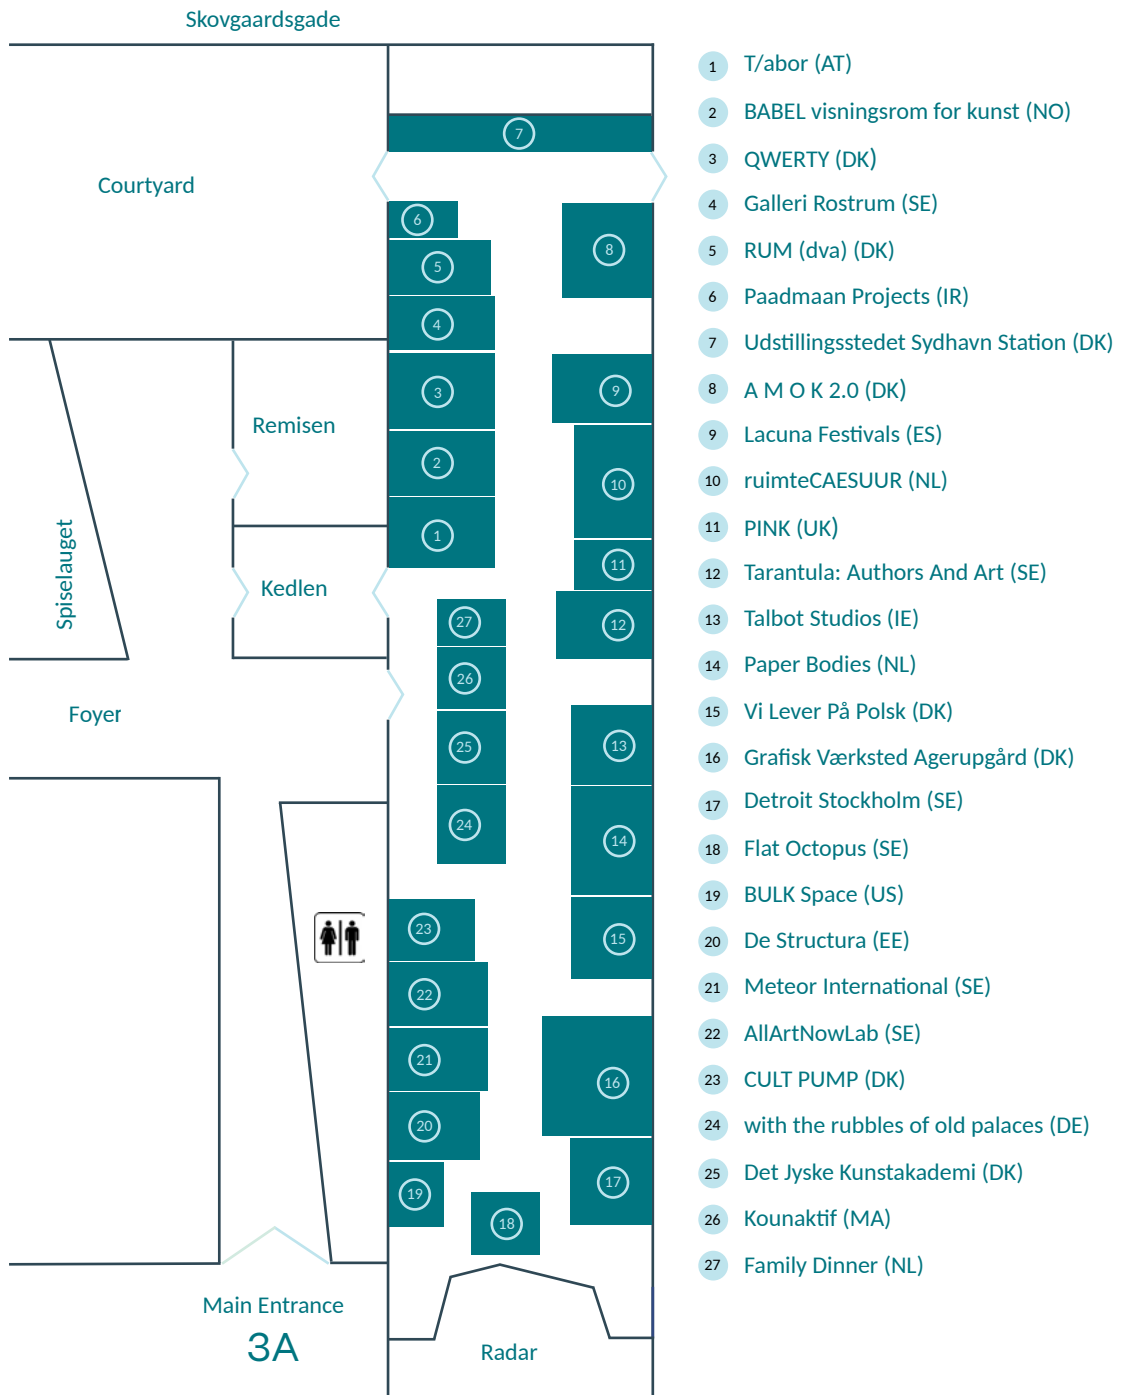 Skovgaardsgade
Courtyard
Remisen
Kedlen
Spiselauget
Foyer
Main Entrance
3A
Radar
7
6
5
4
3
2
1
8
9
10
11
12
27
26
25
24
13
14
15
23
22
21
20
19
18
16
17
1 T/abor (AT)
2 BABEL visningsrom for kunst (NO)
3 QWERTY (DK)
4 Galleri Rostrum (SE)
5 RUM (dva) (DK)
6 Paadmaan Projects (IR)
7 Udstillingsstedet Sydhavn Station (DK)
8 A M O K 2.0 (DK)
9 Lacuna Festivals (ES)
10 ruimteCAESUUR (NL)
11 PINK (UK)
12 Tarantula: Authors And Art (SE)
13 Talbot Studios (IE)
14 Paper Bodies (NL)
15 Vi Lever På Polsk (DK)
16 Grafisk Værksted Agerupgård (DK)
17 Detroit Stockholm (SE)
18 Flat Octopus (SE)
19 BULK Space (US)
20 De Structura (EE)
21 Meteor International (SE)
22 AllArtNowLab (SE)
23 CULT PUMP (DK)
24 with the rubbles of old palaces (DE)
25 Det Jyske Kunstakademi (DK)
26 Kounaktif (MA)
27 Family Dinner (NL)